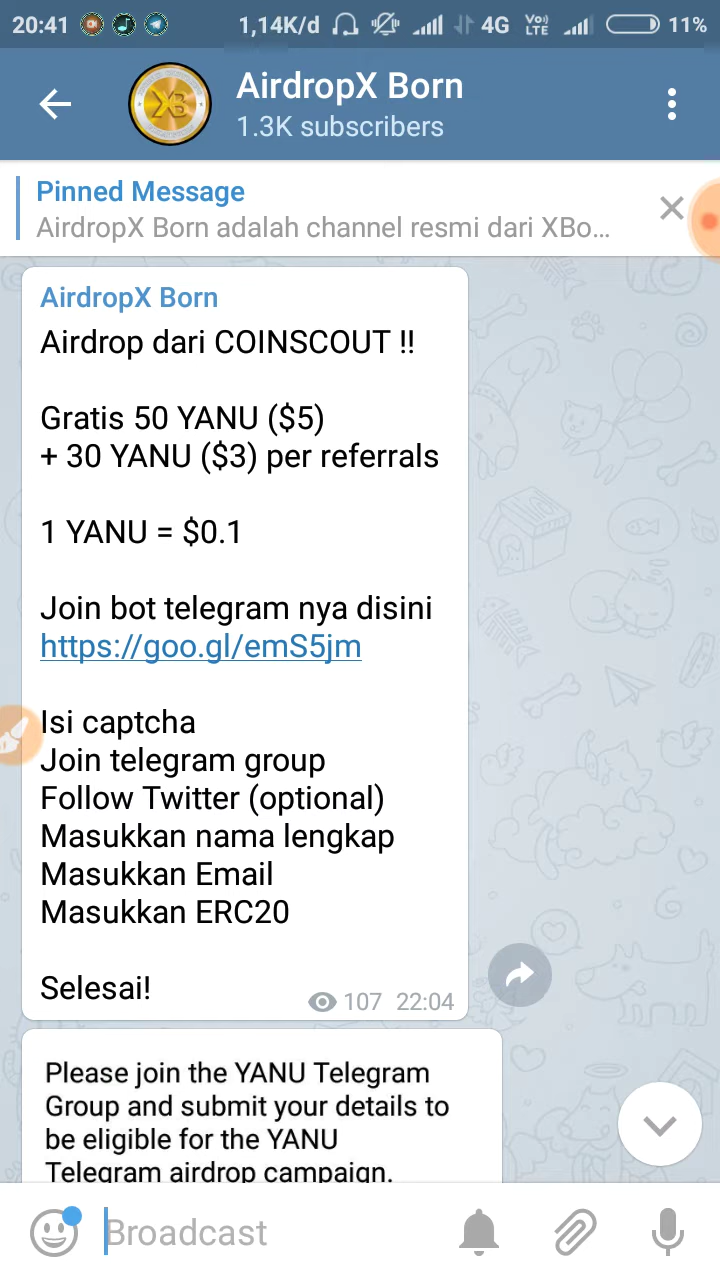 20:41 1,14K/d 4G Vo) LTE 11%
XB
AirdropX Born
1.3K subscribers
Pinned Message
AirdropX Born adalah channel resmi dari XBo...
AirdropX Born
Airdrop dari COINSCOUT !!
Gratis 50 YANU ($5)
+ 30 YANU ($3) per referrals
1 YANU = $0.1
Join bot telegram nya disini
https://goo.gl/emS5jm
Isi captcha
Join telegram group
Follow Twitter (optional)
Masukkan nama lengkap
Masukkan Email
Masukkan ERC20
Selesai!
107 22:04
Please join the YANU Telegram
Group and submit your details to
be eligible for the YANU
Telegram airdrop campaign.
Broadcast